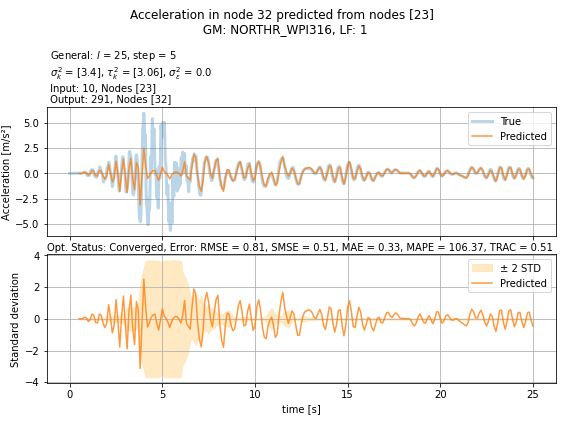 Acceleration in node 32 predicted from nodes [23]
GM: NORTHR_WPI316, LF: 1
General: l = 25, step = 5
σ²ₖ = [3.4], τ²ₖ = [3.06], σ²ε = 0.0
Input: 10, Nodes [23]
Output: 291, Nodes [32]
Acceleration [m/s²]
5.0
2.5
0.0
−2.5
−5.0
True
Predicted
Opt. Status: Converged, Error: RMSE = 0.81, SMSE = 0.51, MAE = 0.33, MAPE = 106.37, TRAC = 0.51
Standard deviation
4
2
0
−2
−4
± 2 STD
Predicted
0 5 10 15 20 25
time [s]